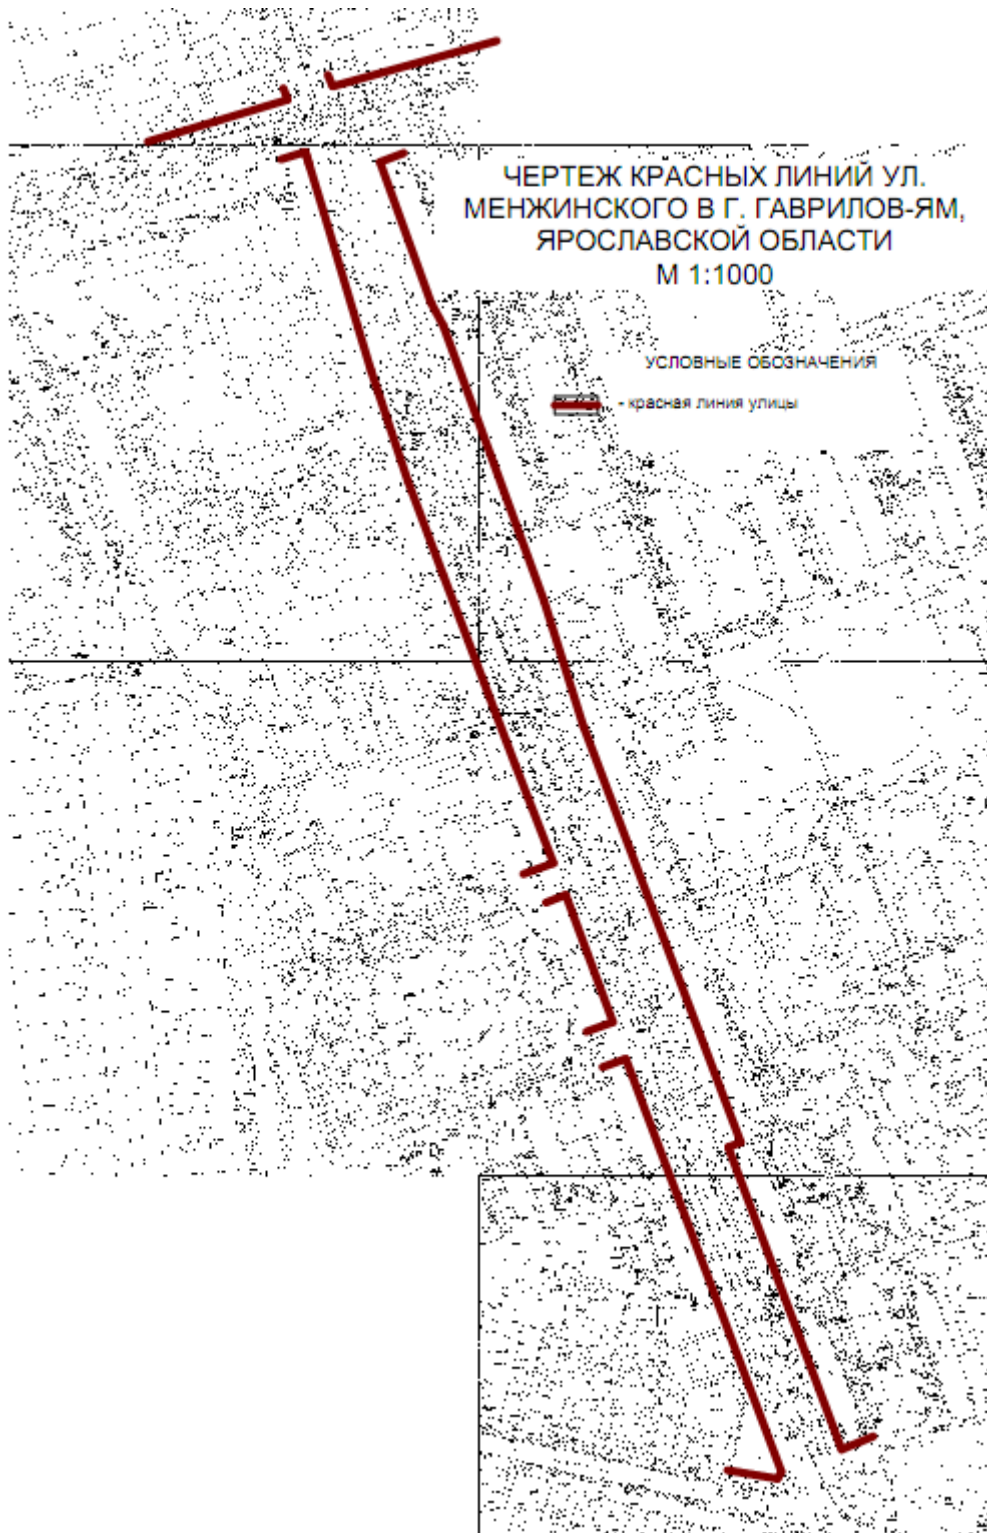 ЧЕРТЕЖ КРАСНЫХ ЛИНИЙ УЛ.
МЕНЖИНСКОГО В Г. ГАВРИЛОВ-ЯМ,
ЯРОСЛАВСКОЙ ОБЛАСТИ
М 1:1000
УСЛОВНЫЕ ОБОЗНАЧЕНИЯ
- красная линия улицы